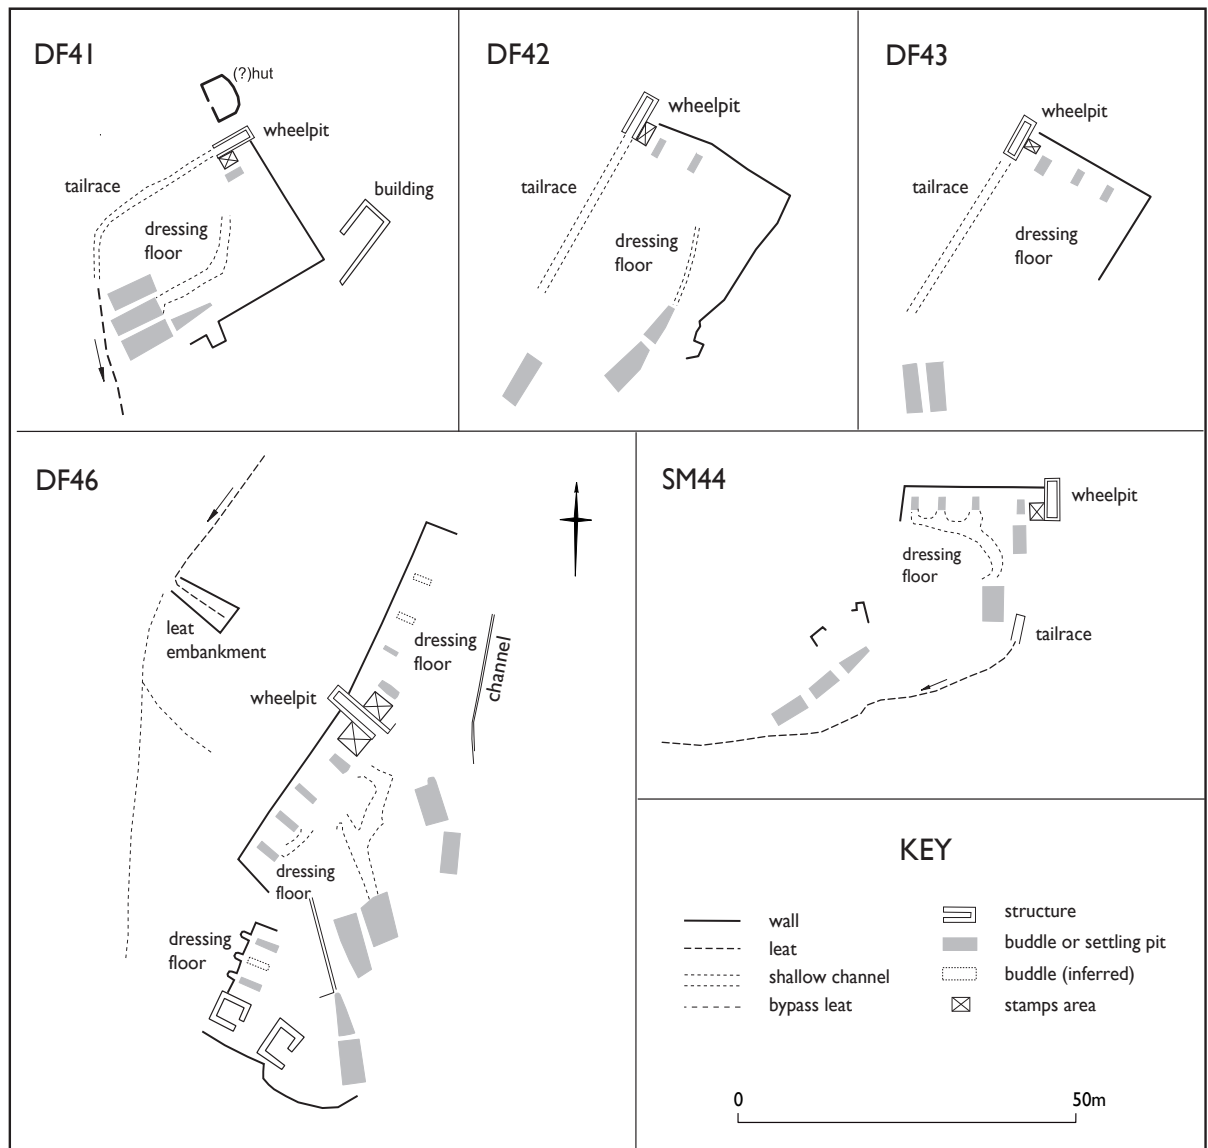 DF41
(?)hut
wheelpit
tailrace
building
dressing
floor
DF42
wheelpit
tailrace
dressing
floor
DF43
wheelpit
tailrace
dressing
floor
DF46
leat
embankment
dressing
floor
channel
wheelpit
dressing
floor
dressing
floor
SM44
wheelpit
dressing
floor
tailrace
KEY
wall
leat
shallow channel
bypass leat
structure
buddle or settling pit
buddle (inferred)
stamps area
0 50m